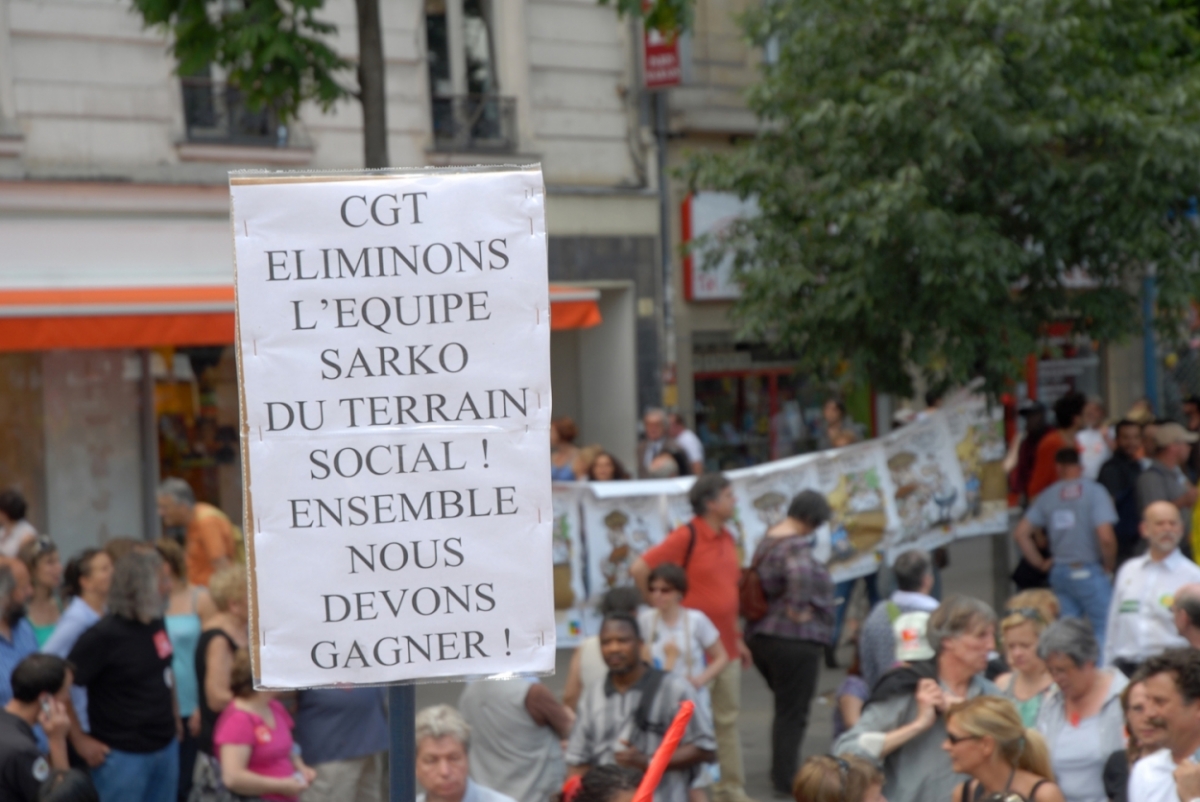 CGT
ELIMINONS
L'EQUIPE
SARKO
DU TERRAIN
SOCIAL !
ENSEMBLE
NOUS
DEVONS
GAGNER !